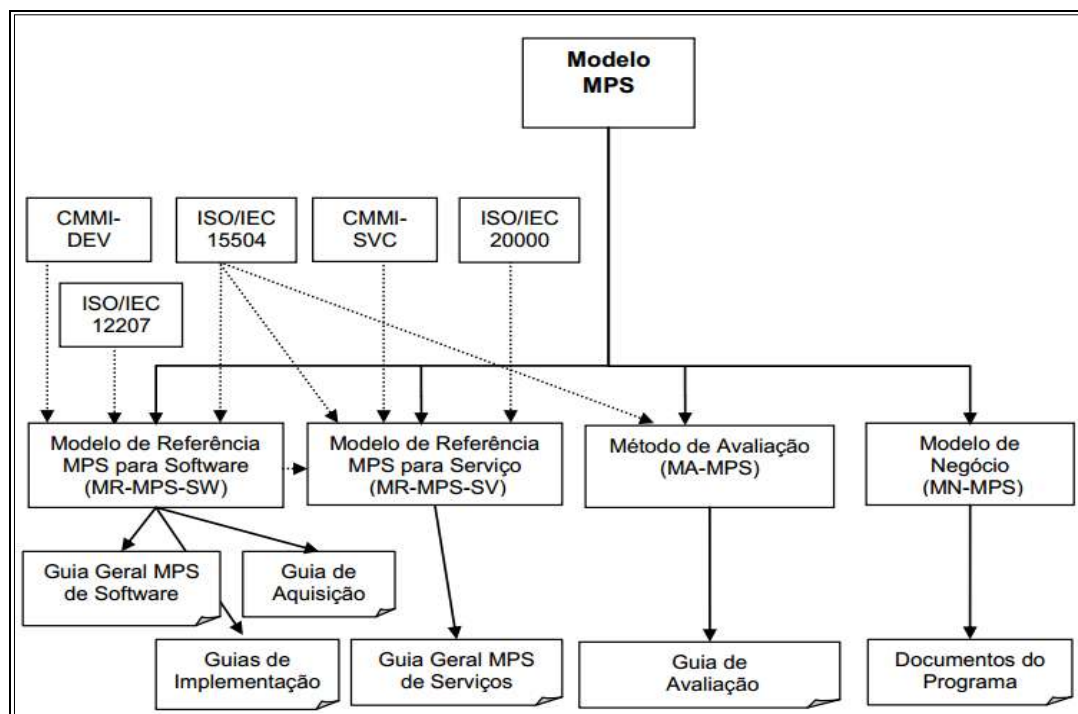 Modelo
MPS
CMMI-
DEV
ISO/IEC
15504
CMMI-
SVC
ISO/IEC
20000
ISO/IEC
12207
Modelo de Referência
MPS para Software
(MR-MPS-SW)
Modelo de Referência
MPS para Serviço
(MR-MPS-SV)
Método de Avaliação
(MA-MPS)
Modelo de
Negócio
(MN-MPS)
Guia Geral MPS
de Software
Guia de
Aquisição
Guias de
Implementação
Guia Geral MPS
de Serviços
Guia de
Avaliação
Documentos do
Programa